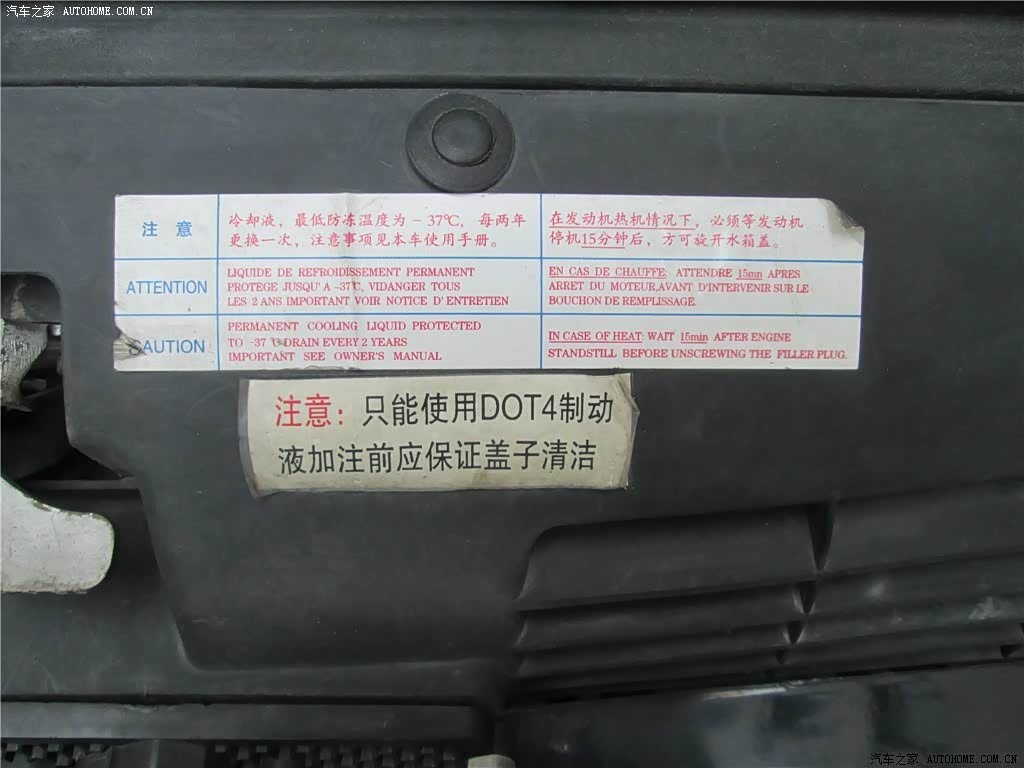 汽车之家 AUTOHOME.COM.CN
注 意
冷却液，最低防冻温度为－37℃，每两年
更换一次，注意事项见本车使用手册。
在发动机热机情况下，必须等发动机
停机15分钟后，方可旋开水箱盖。
ATTENTION
LIQUIDE DE REFROIDISSEMENT PERMANENT
PROTEGE JUSQU' A -37℃, VIDANGER TOUS
LES 2 ANS IMPORTANT VOIR NOTICE D' ENTRETIEN
EN CAS DE CHAUFFE: ATTENDRE 15mn APRES
ARRET DU MOTEUR,AVANT D'INTERVENIR SUR LE
BOUCHON DE REMPLISSAGE.
CAUTION
PERMANENT COOLING LIQUID PROTECTED
TO -37℃DRAIN EVERY 2 YEARS
IMPORTANT SEE OWNER'S MANUAL
IN CASE OF HEAT: WAIT 15min AFTER ENGINE
STANDSTILL BEFORE UNSCREWING THE FILLER PLUG.
注意：只能使用DOT4制动
液加注前应保证盖子清洁
汽车之家 AUTOHOME.COM.CN